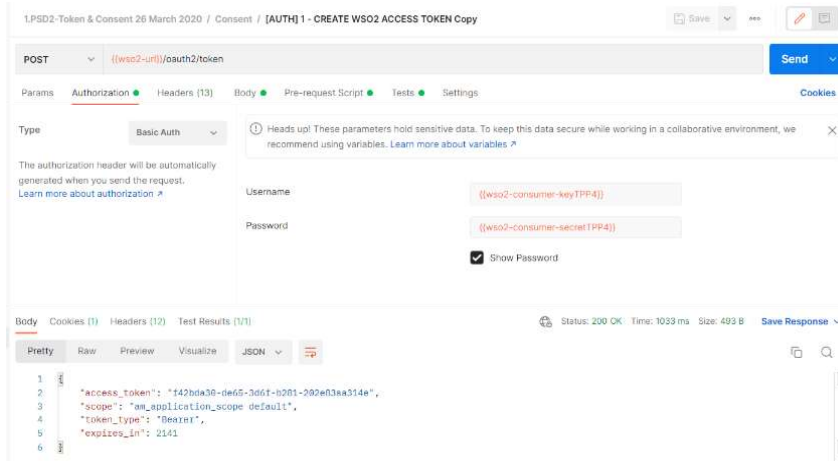 1.PSD2-Token & Consent 26 March 2020 / Consent / [AUTH] 1 - CREATE WSO2 ACCESS TOKEN Copy
Save
POST
{{wso2-url}}/oauth2/token
Send
Params Authorization Headers (13) Body Pre-request Script Tests Settings
Cookies
Type
Basic Auth
Heads up! These parameters hold sensitive data. To keep this data secure while working in a collaborative environment, we
recommend using variables. Learn more about variables ↗
The authorization header will be automatically
generated when you send the request.
Learn more about authorization ↗
Username
{{wso2-consumer-keyTPP4}}
Password
{{wso2-consumer-secretTPP4}}
Show Password
Body Cookies (1) Headers (12) Test Results (1/1)
Status: 200 OK Time: 1033 ms Size: 493 B Save Response
Pretty Raw Preview Visualize JSON
1 {
2 "access_token": "f42bda30-de65-3d6f-b281-202e83aa314e",
3 "scope": "am_application_scope default",
4 "token_type": "Bearer",
5 "expires_in": 2141
6 }